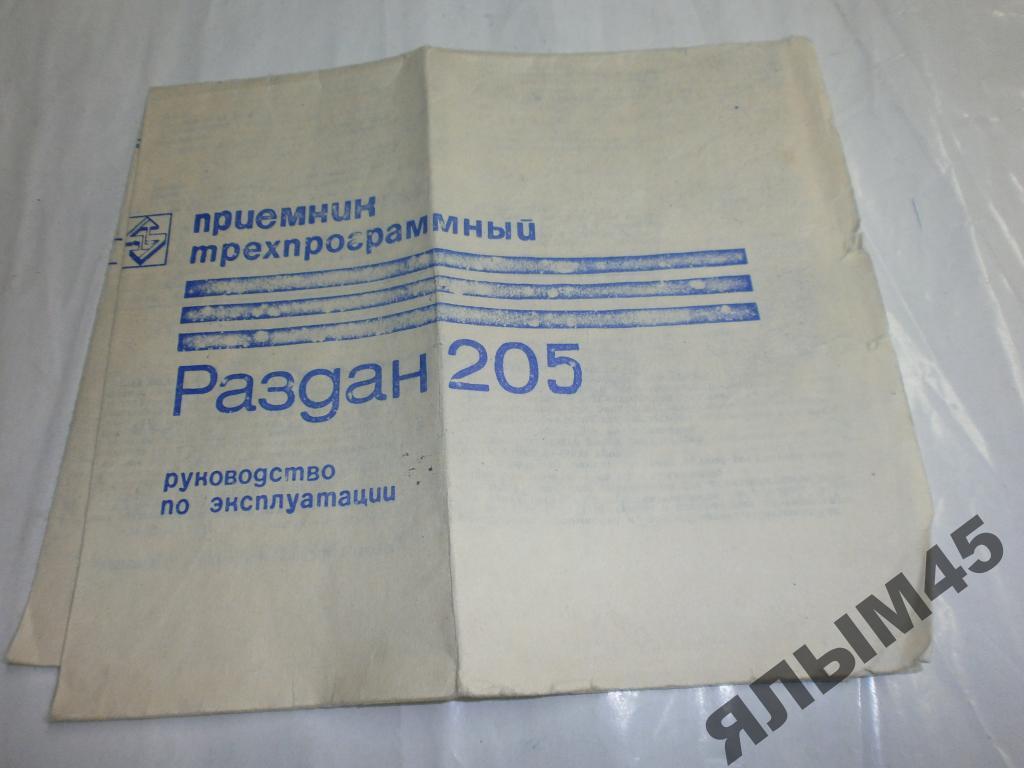 приемник
трехпрограммный
Раздан 205
руководство
по эксплуатации
ЯЛЫМ45